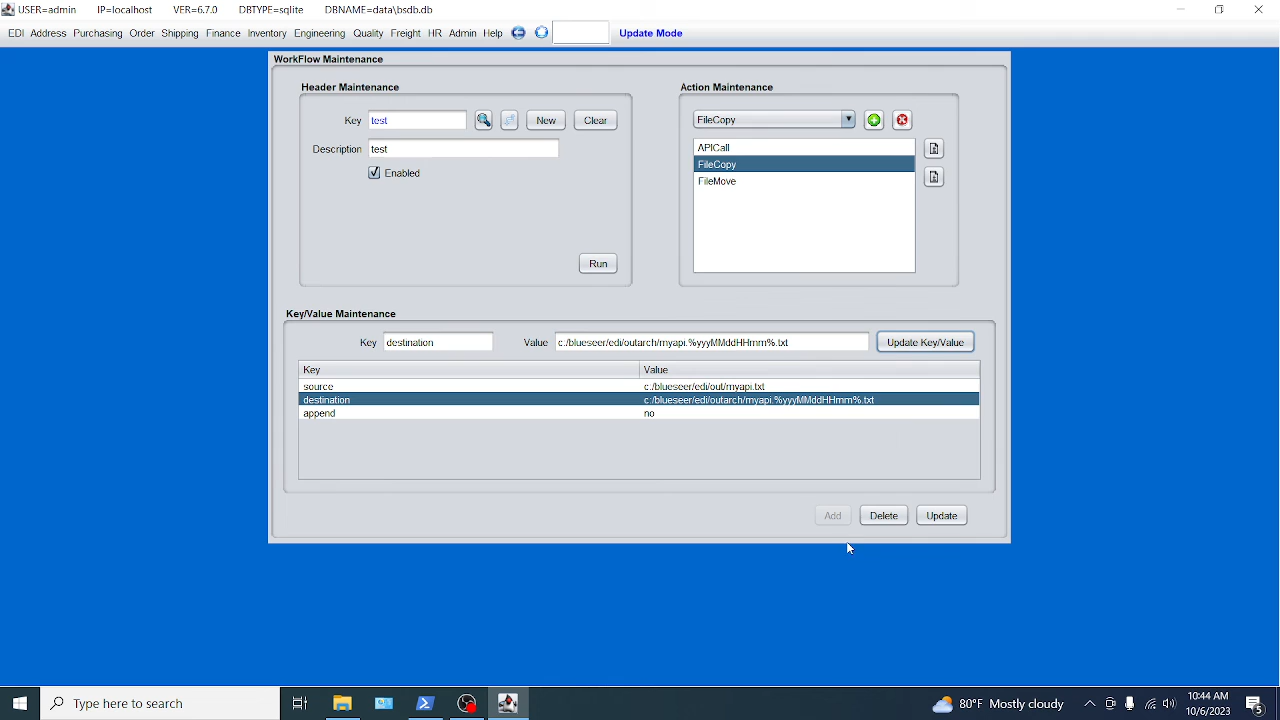 USER=admin IP=localhost VER=6.7.0 DBTYPE=sqlite DBNAME=data\bsdb.db
EDI Address Purchasing Order Shipping Finance Inventory Engineering Quality Freight HR Admin Help Update Mode
WorkFlow Maintenance
Header Maintenance
Key test New Clear
Description test
Enabled
Run
Action Maintenance
FileCopy
APICall
FileCopy
FileMove
Key/Value Maintenance
Key destination Value c:/blueseer/edi/outarch/myapi.%yyyMMddHHmm%.txt Update Key/Value
Key Value
source c:/blueseer/edi/out/myapi.txt
destination c:/blueseer/edi/outarch/myapi.%yyyMMddHHmm%.txt
append no
Add Delete Update
Type here to search
80°F Mostly cloudy
10:44 AM
10/6/2023
5